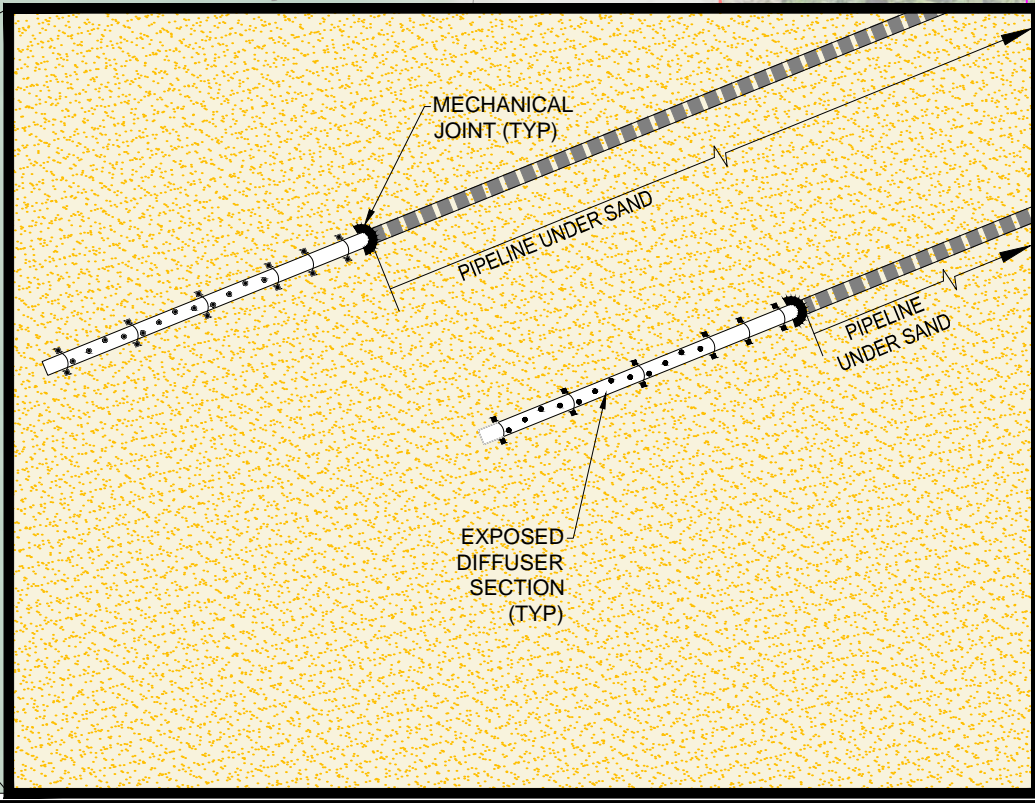 MECHANICAL
JOINT (TYP)
PIPELINE UNDER SAND
PIPELINE
UNDER SAND
EXPOSED
DIFFUSER
SECTION
(TYP)